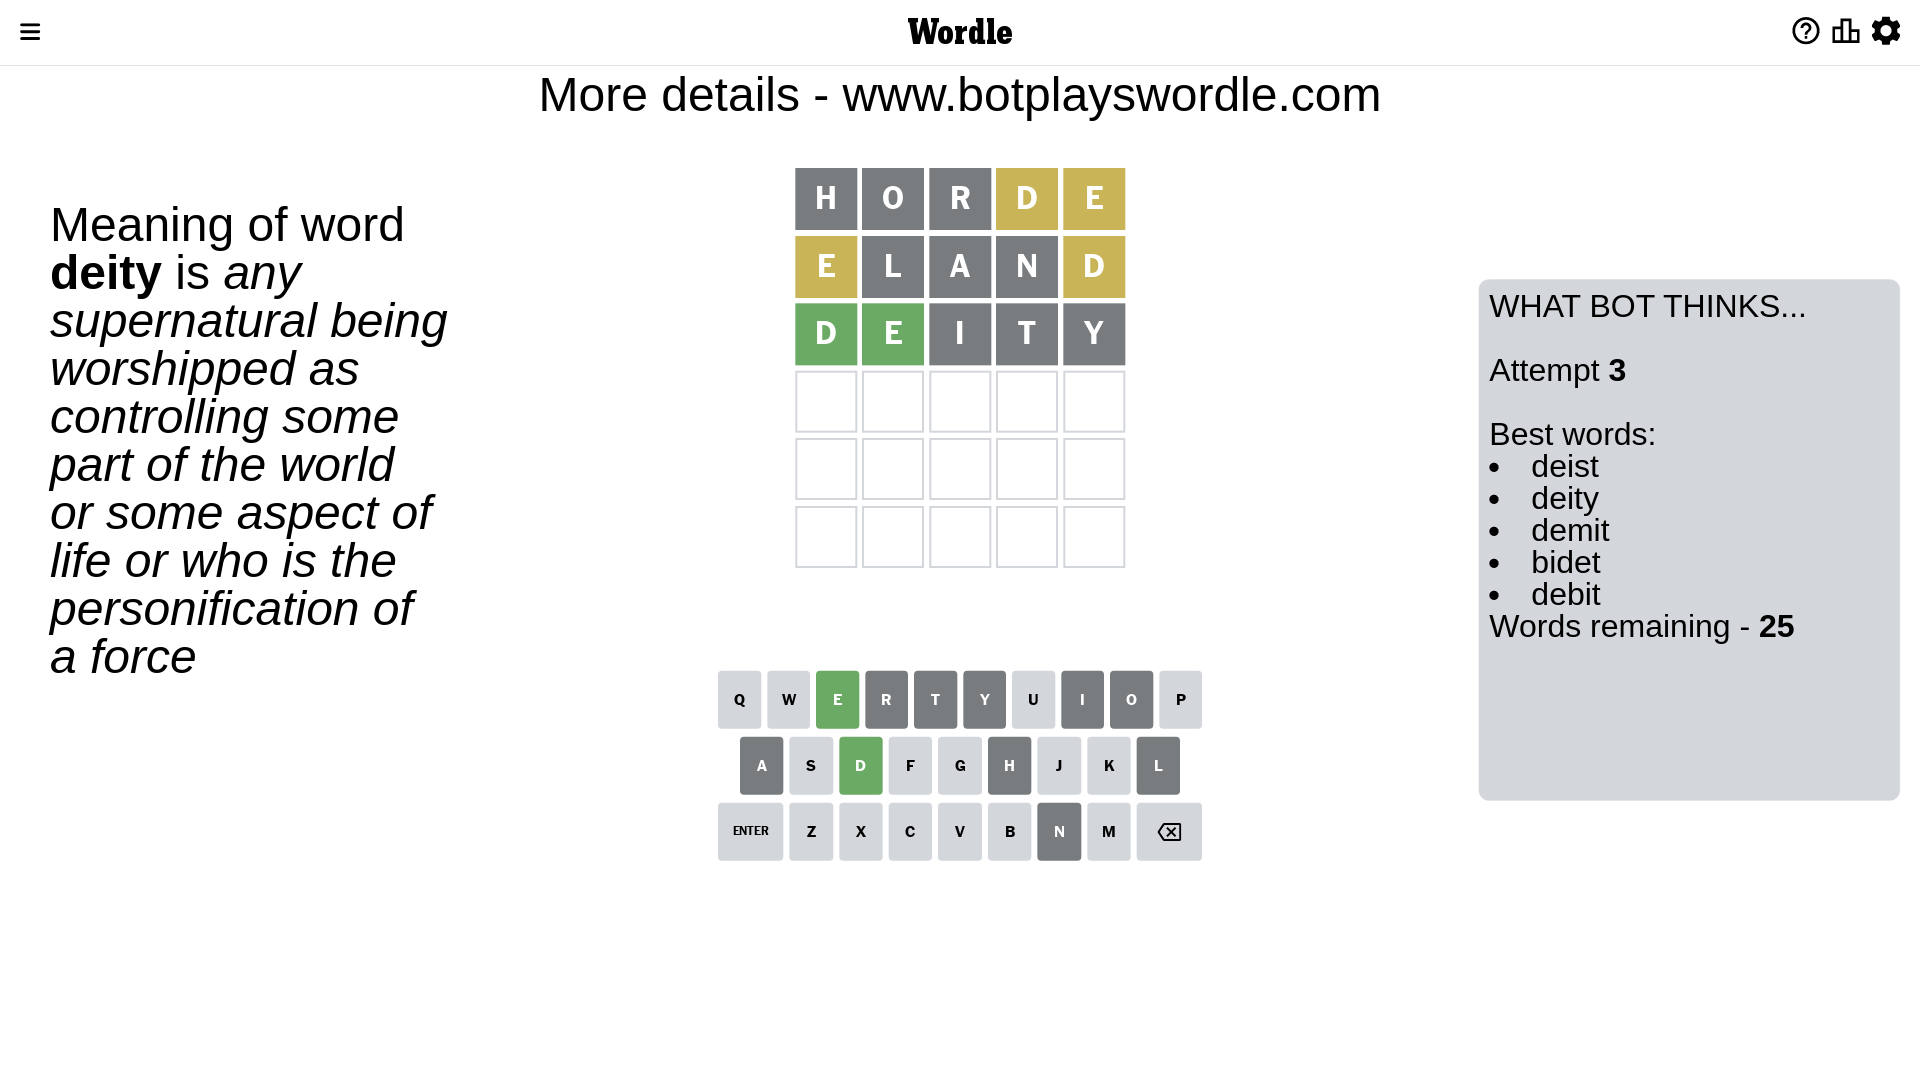 Wordle
More details - www.botplayswordle.com
Meaning of word
deity is any
supernatural being
worshipped as
controlling some
part of the world
or some aspect of
life or who is the
personification of
a force
H O R D E
E L A N D
D E I T Y
WHAT BOT THINKS...
Attempt 3
Best words:
• deist
• deity
• demit
• bidet
• debit
Words remaining - 25
Q W E R T Y U I O P
A S D F G H J K L
ENTER Z X C V B N M